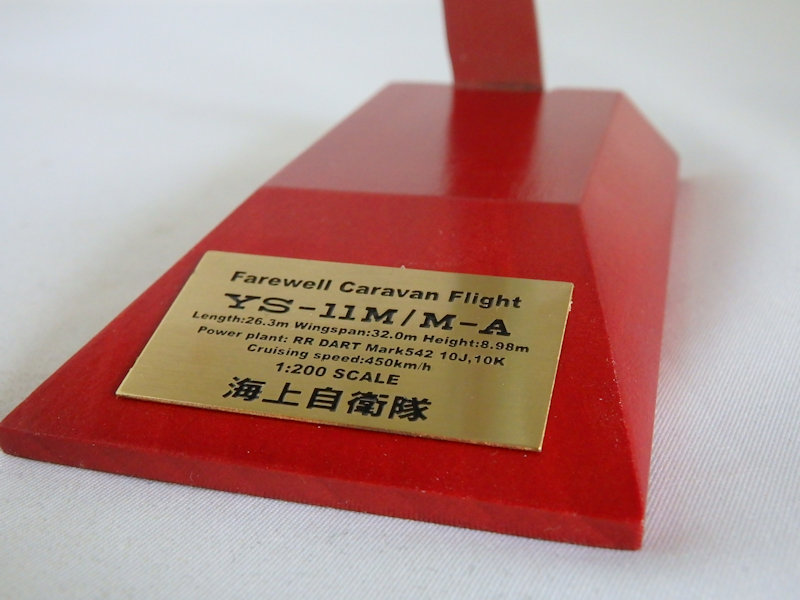 Farewell Caravan Flight
YS-11M/M-A
Length:26.3m Wingspan:32.0m Height:8.98m
Power plant: RR DART Mark542 10J,10K
Cruising speed:450km/h
1:200 SCALE
海上自衛隊